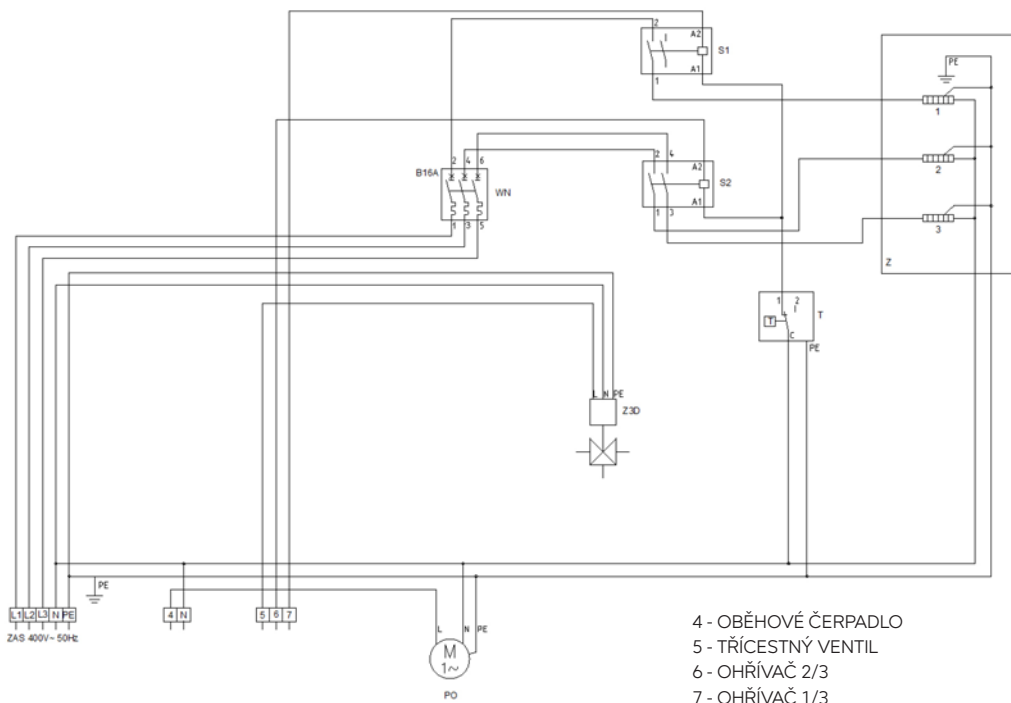 2
A2
S1
A1
1
PE
1
2
3
Z
2 4 6
B16A
WN
1 3 5
2 4
A2
S2
A1
1 3
1 2
T
T
C
PE
L N PE
Z3D
PE
L1 L2 L3 N PE
ZAS 400V~ 50Hz
4 N
5 6 7
L N PE
M
1~
PO
4 - OBĚHOVÉ ČERPADLO
5 - TŘÍCESTNÝ VENTIL
6 - OHŘÍVAČ 2/3
7 - OHŘÍVAČ 1/3